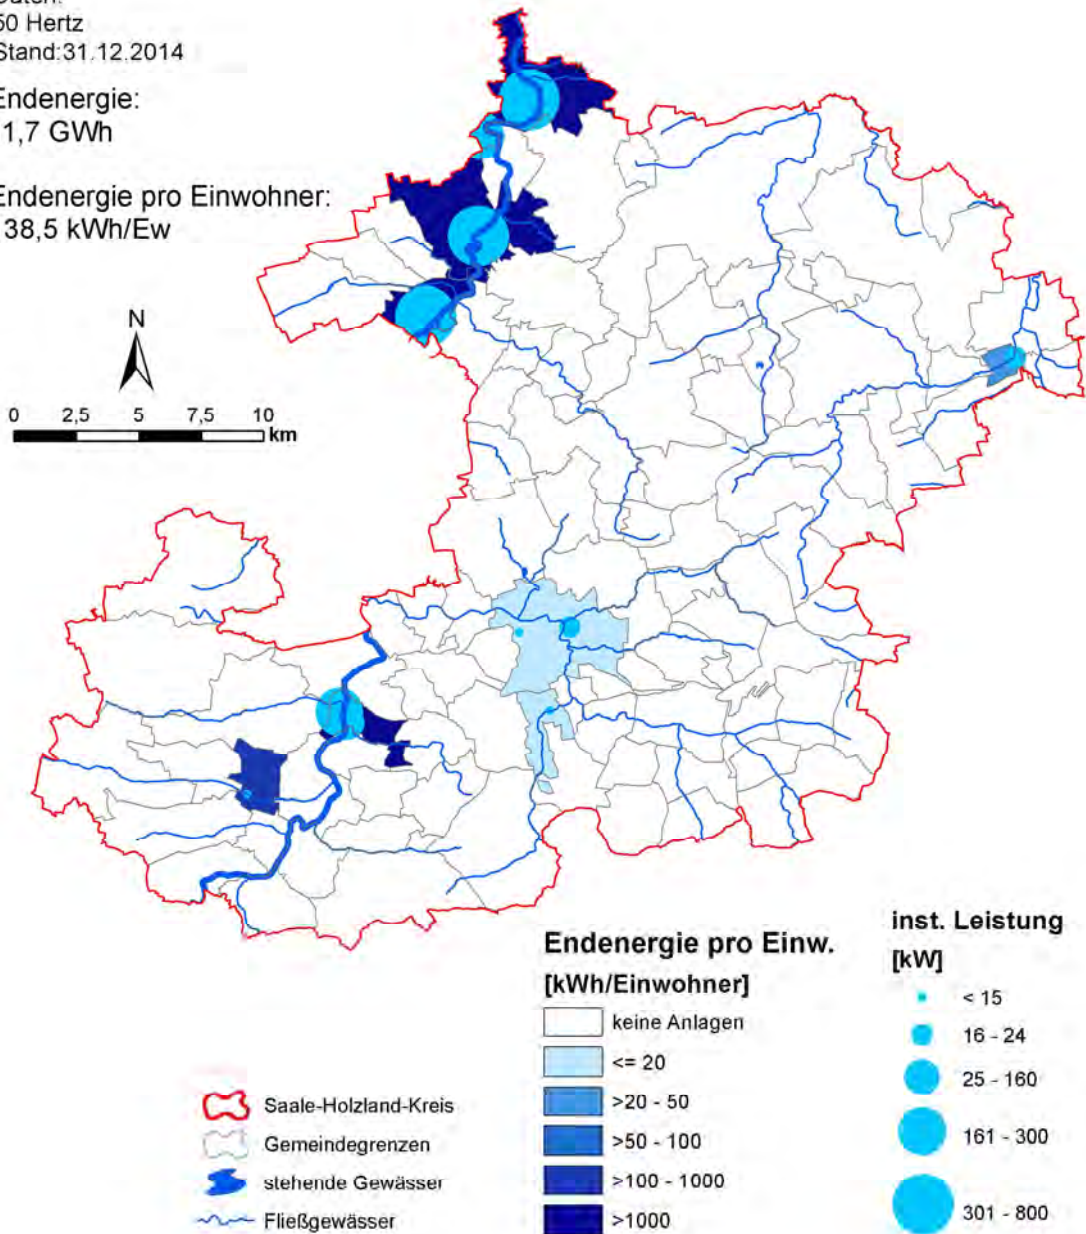 50 Hertz
Stand:31.12.2014
Endenergie:
1,7 GWh
Endenergie pro Einwohner:
38,5 kWh/Ew
N
0 2,5 5 7,5 10
km
Endenergie pro Einw.
[kWh/Einwohner]
keine Anlagen
<= 20
>20 - 50
>50 - 100
>100 - 1000
>1000
inst. Leistung
[kW]
< 15
16 - 24
25 - 160
161 - 300
301 - 800
Saale-Holzland-Kreis
Gemeindegrenzen
stehende Gewässer
Fließgewässer